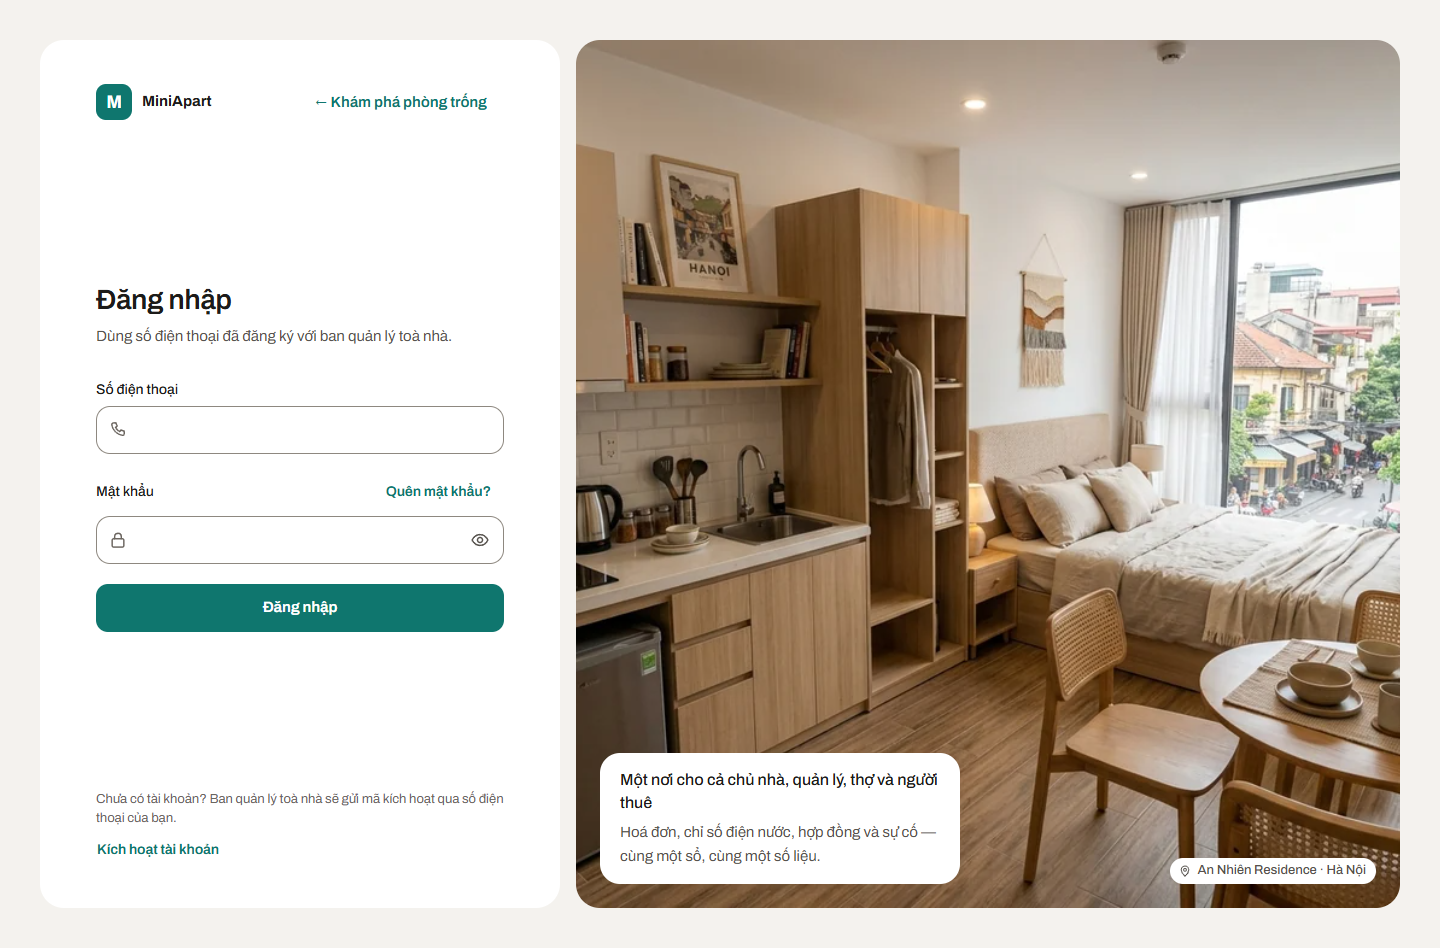 M MiniApart
← Khám phá phòng trống
Đăng nhập
Dùng số điện thoại đã đăng ký với ban quản lý toà nhà.
Số điện thoại
Mật khẩu
Quên mật khẩu?
Đăng nhập
Chưa có tài khoản? Ban quản lý toà nhà sẽ gửi mã kích hoạt qua số điện
thoại của bạn.
Kích hoạt tài khoản
HANOI
Một nơi cho cả chủ nhà, quản lý, thợ và người
thuê
Hoá đơn, chỉ số điện nước, hợp đồng và sự cố —
cùng một sổ, cùng một số liệu.
An Nhiên Residence · Hà Nội